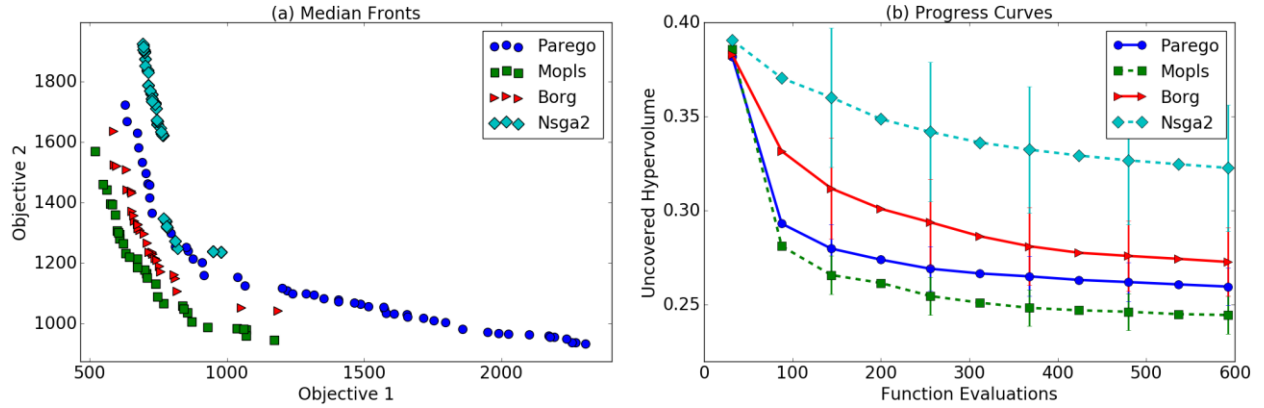 (a) Median Fronts
Parego
Mopls
Borg
Nsga2
1800
1600
1400
1200
1000
Objective 2
500
1000
1500
2000
Objective 1
(b) Progress Curves
Parego
Mopls
Borg
Nsga2
0.40
0.35
0.30
0.25
Uncovered Hypervolume
0
100
200
300
400
500
600
Function Evaluations